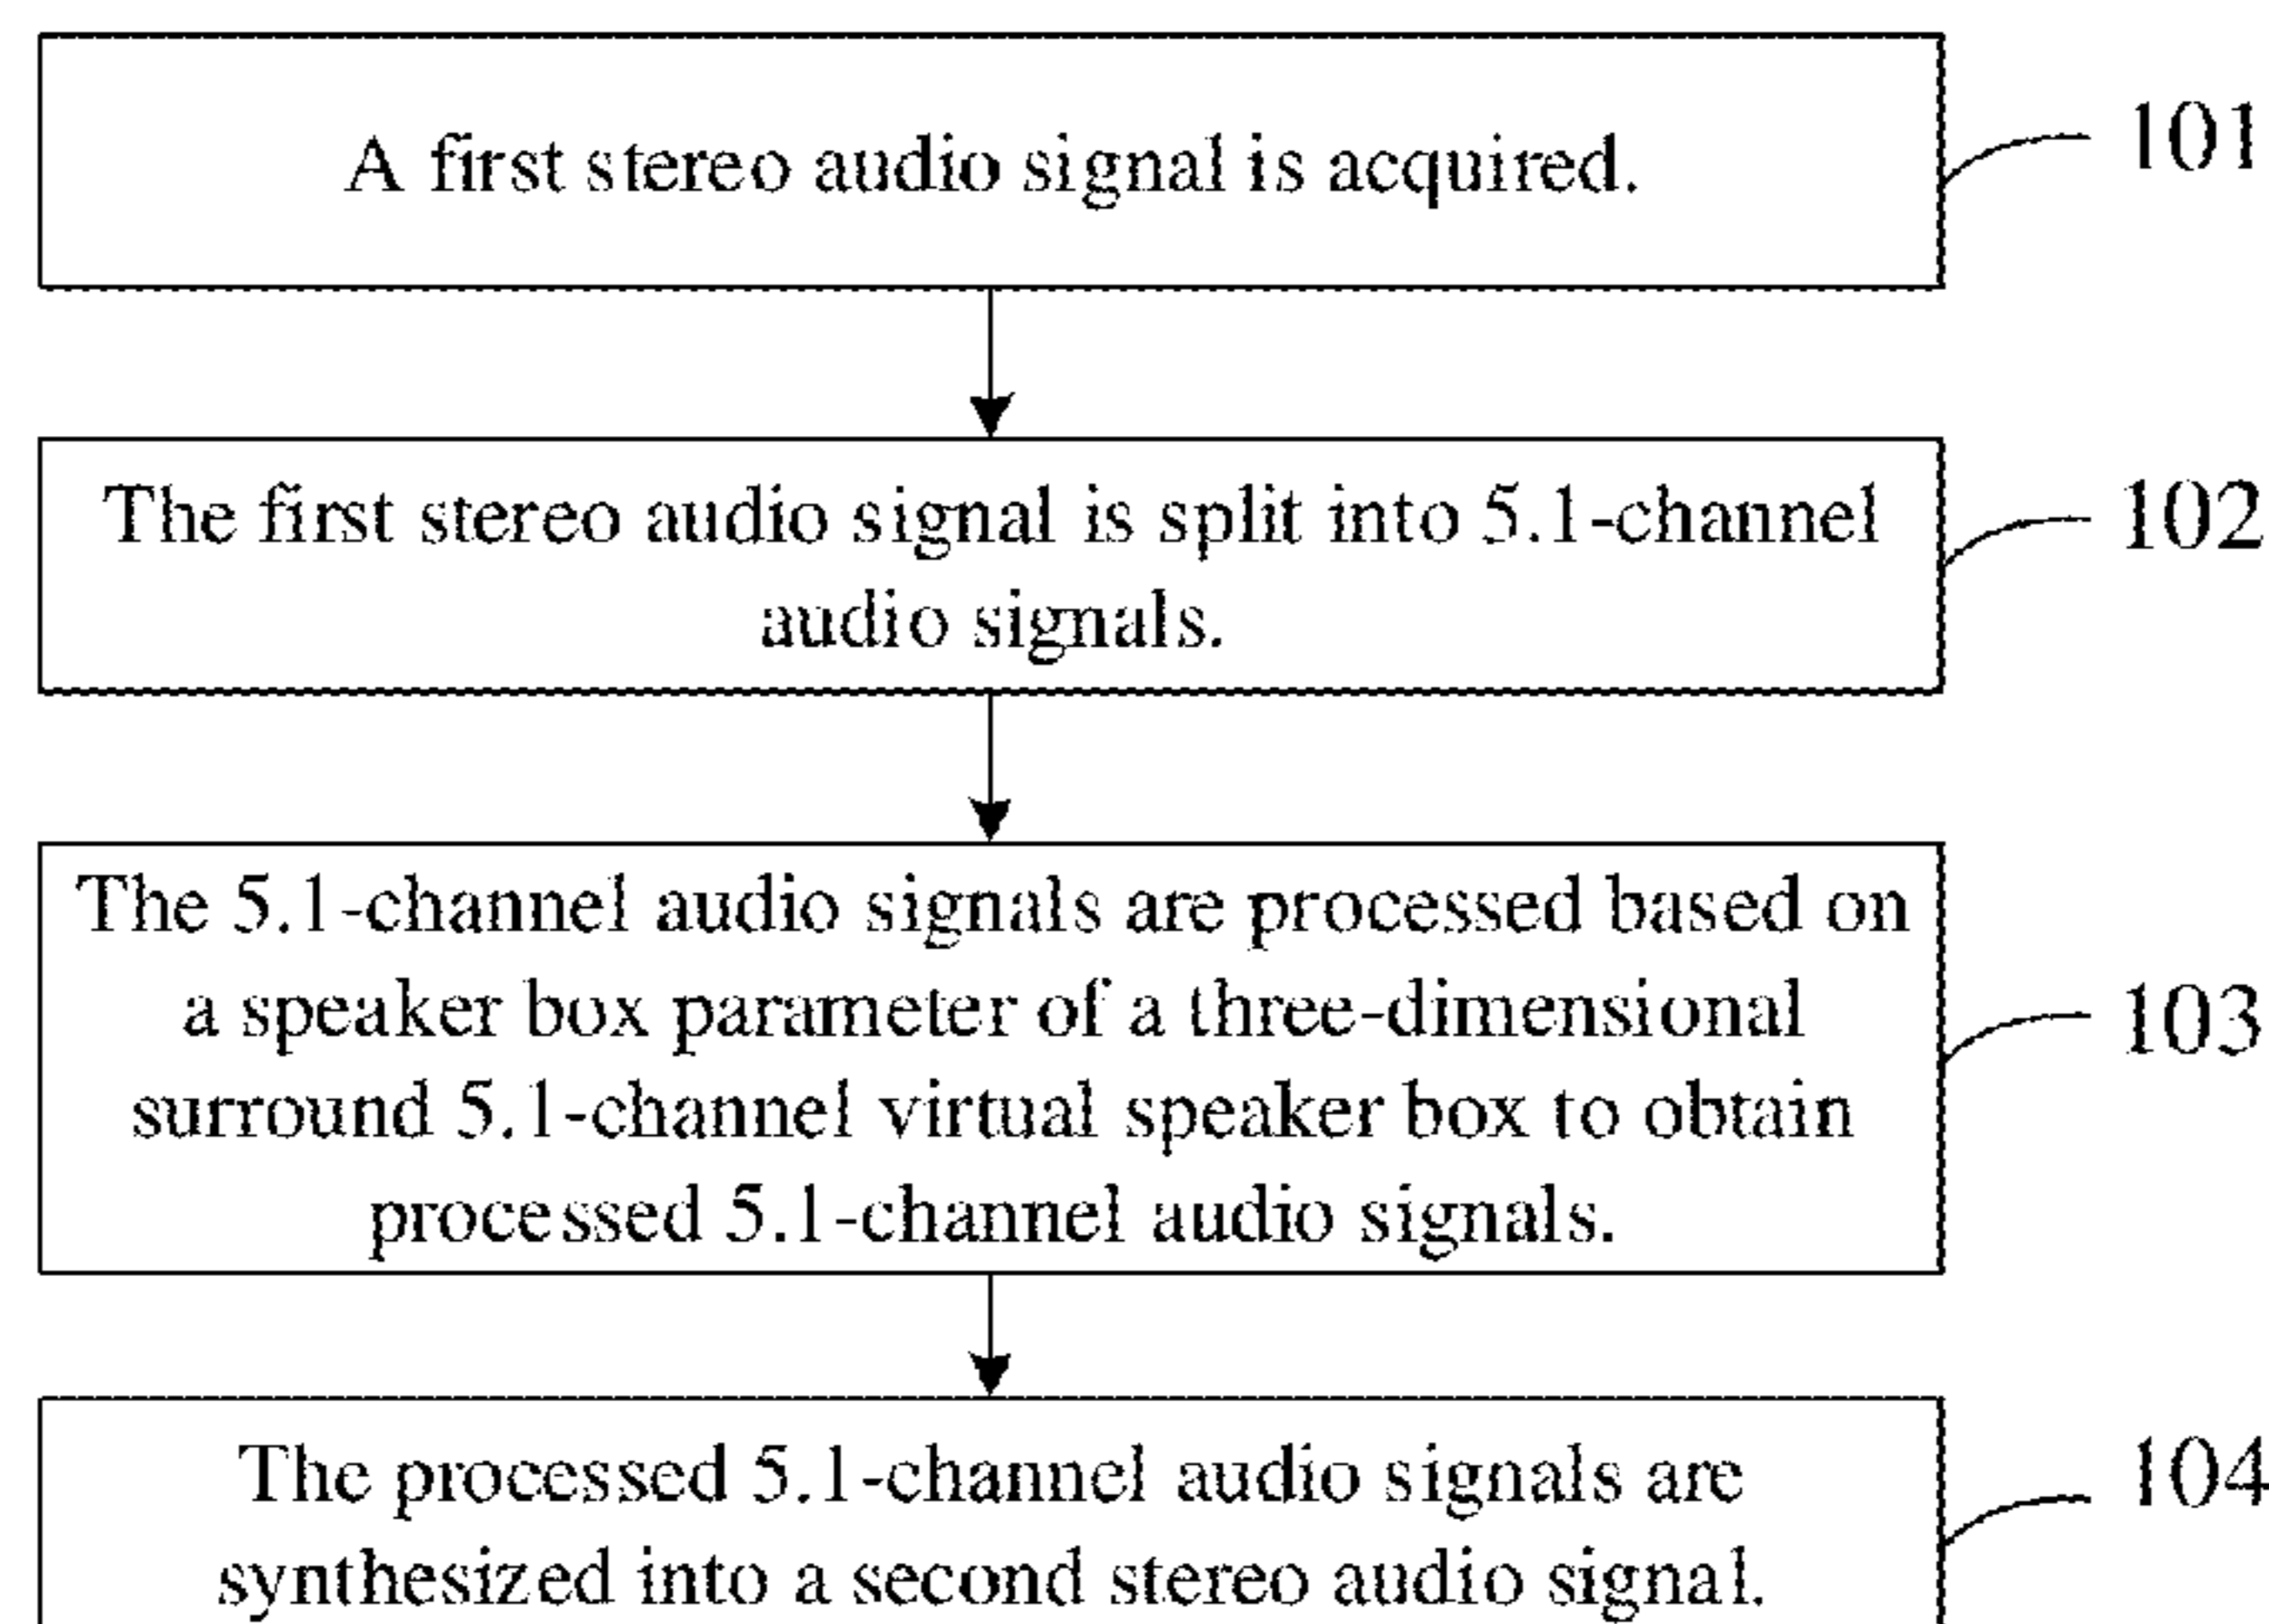 A first stereo audio signal is acquired.
101
The first stereo audio signal is split into 5.1-channel
audio signals.
102
The 5.1-channel audio signals are processed based on
a speaker box parameter of a three-dimensional
surround 5.1-channel virtual speaker box to obtain
processed 5.1-channel audio signals.
103
The processed 5.1-channel audio signals are
synthesized into a second stereo audio signal.
104